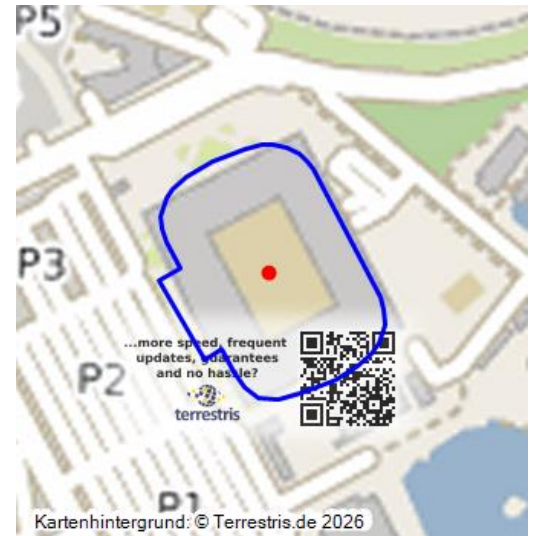 P5
P3
...more speed, frequent
updates, guarantees
and no hassle?
P2
terrestris
P1
Kartenhintergrund: © Terrestris.de 2026